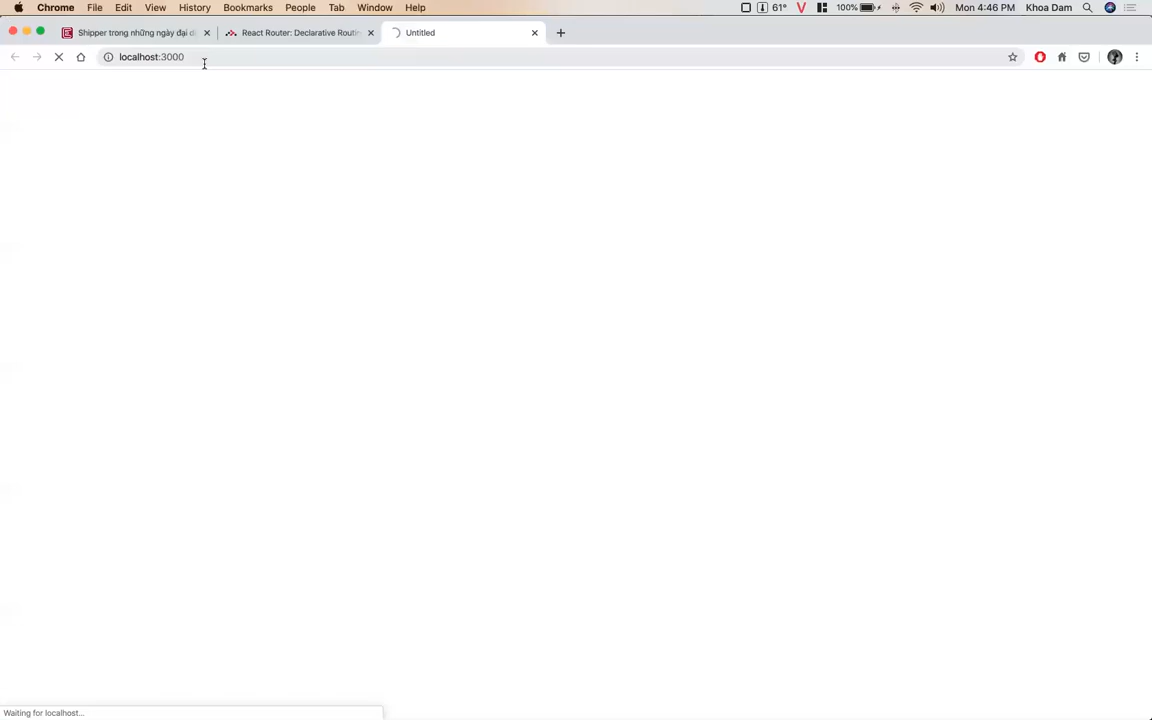 Chrome File Edit View History Bookmarks People Tab Window Help 61° 100% Mon 4:46 PM Khoa Dam
Shipper trong những ngày đại d
React Router: Declarative Routin
Untitled
localhost:3000
Waiting for localhost...